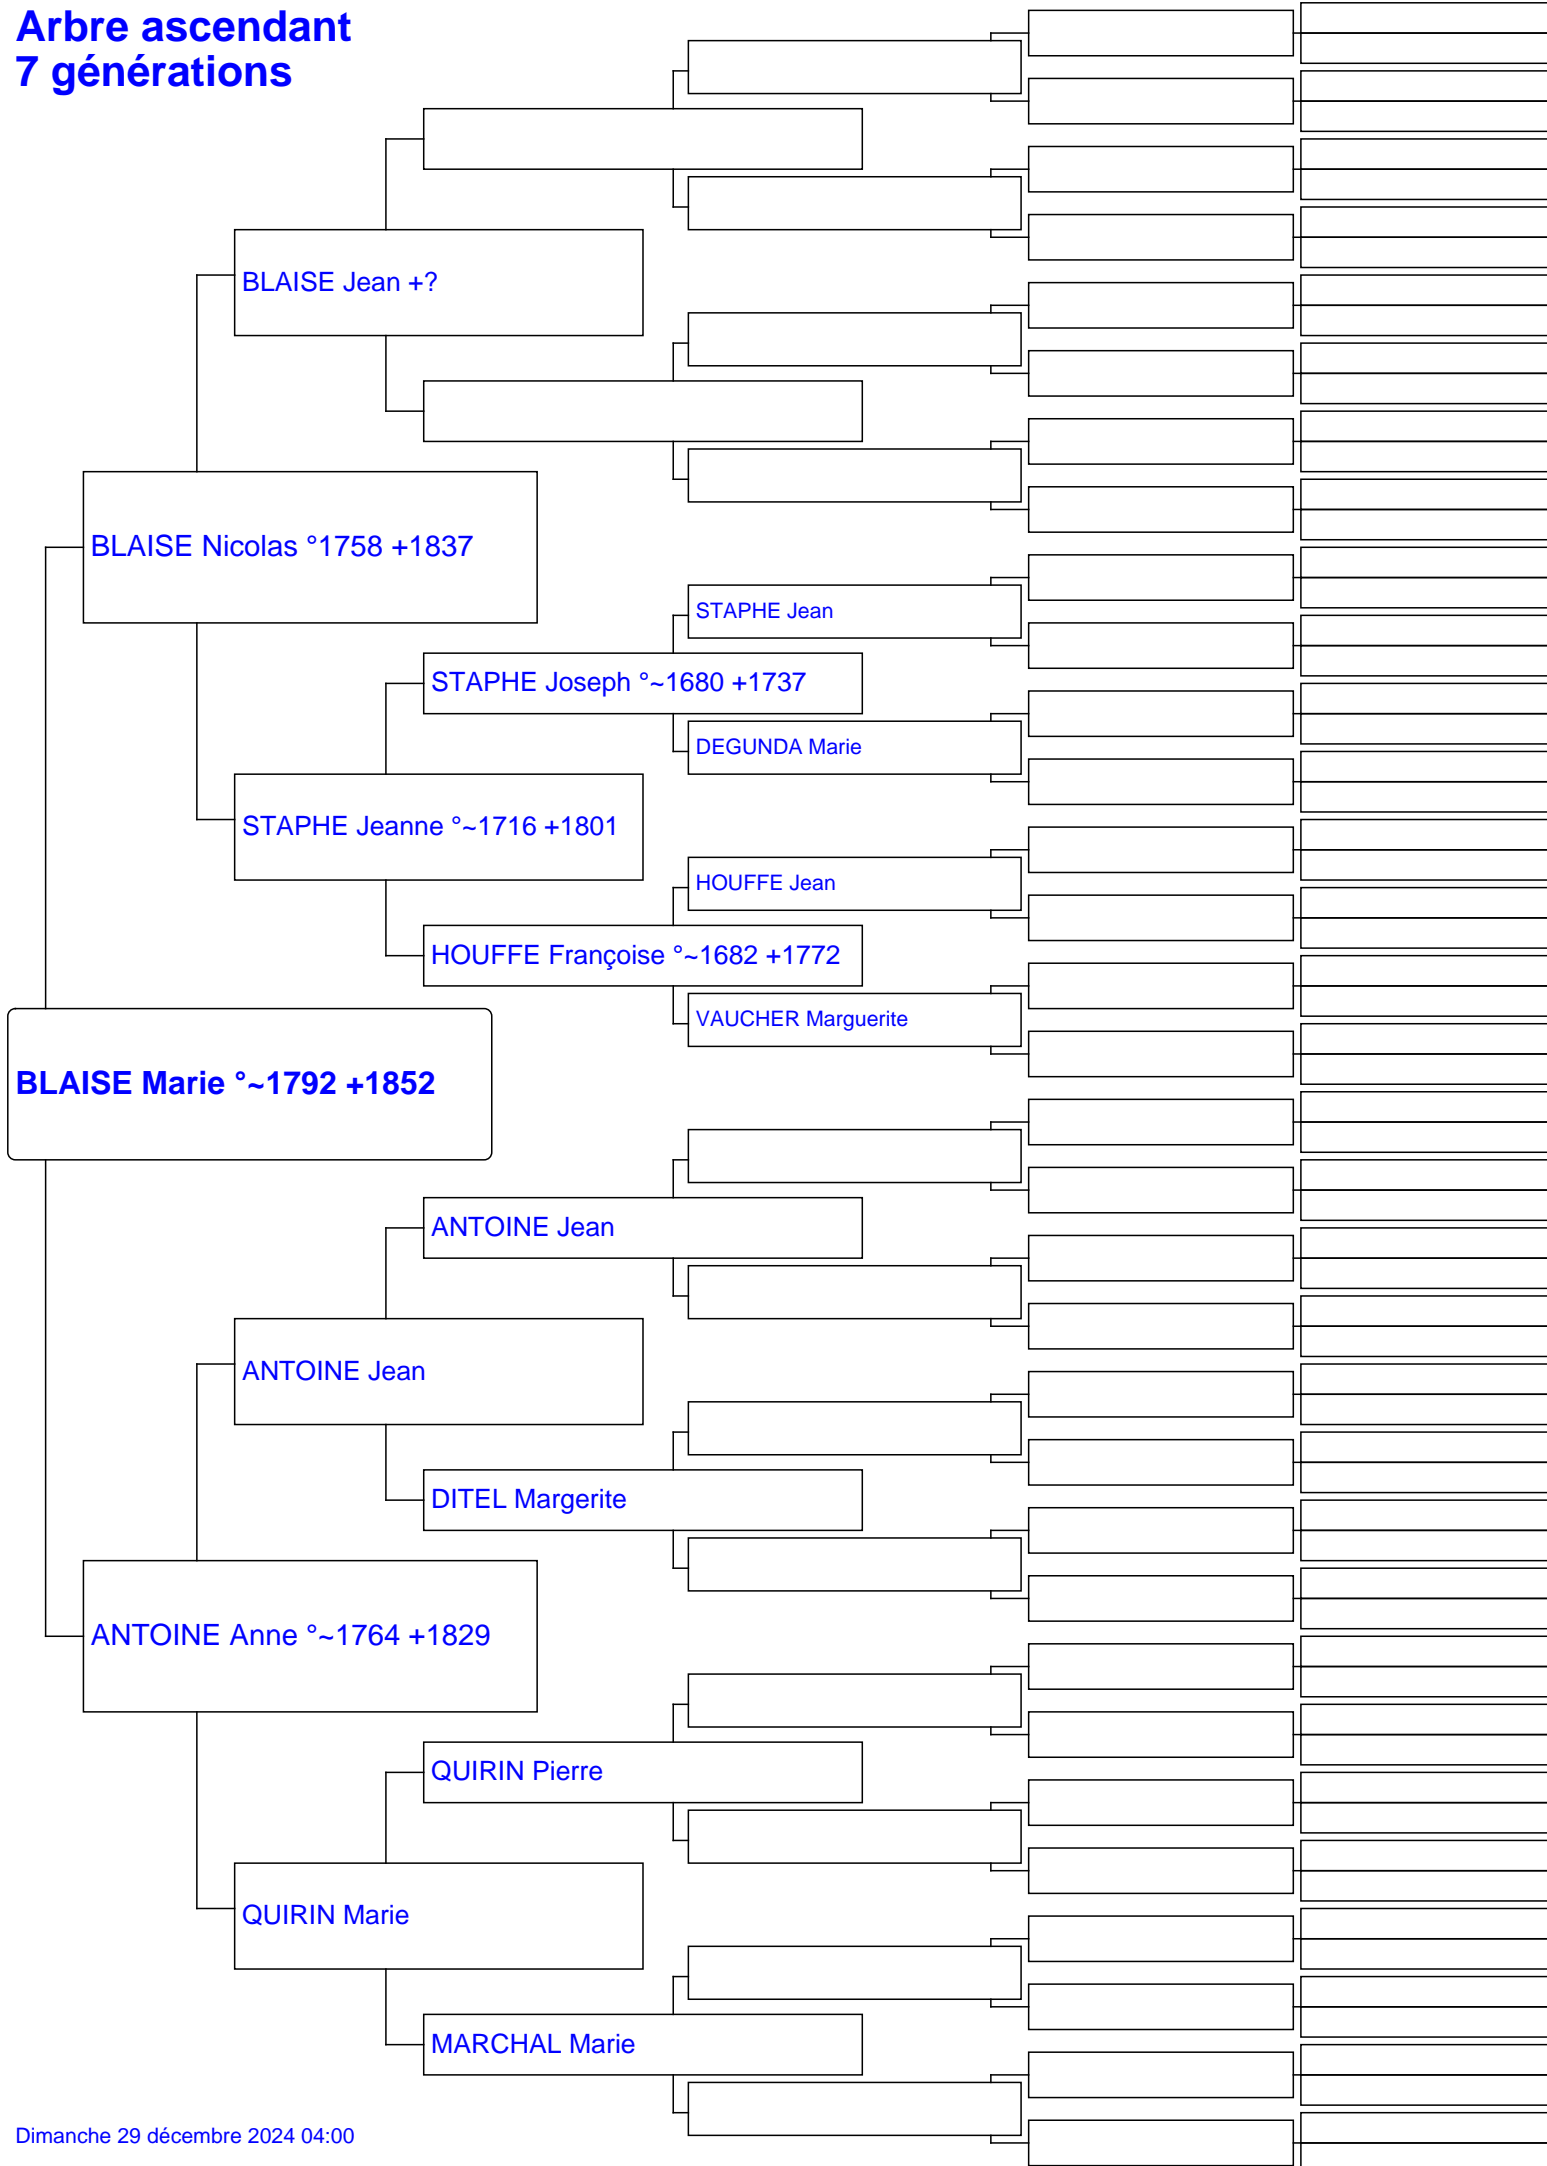 Arbre ascendant
7 générations
BLAISE Jean +?
BLAISE Nicolas °1758 +1837
STAPHE Jean
STAPHE Joseph °~1680 +1737
DEGUNDA Marie
STAPHE Jeanne °~1716 +1801
HOUFFE Jean
HOUFFE Françoise °~1682 +1772
VAUCHER Marguerite
BLAISE Marie °~1792 +1852
ANTOINE Jean
ANTOINE Jean
DITEL Margerite
ANTOINE Anne °~1764 +1829
QUIRIN Pierre
QUIRIN Marie
MARCHAL Marie
Dimanche 29 décembre 2024 04:00